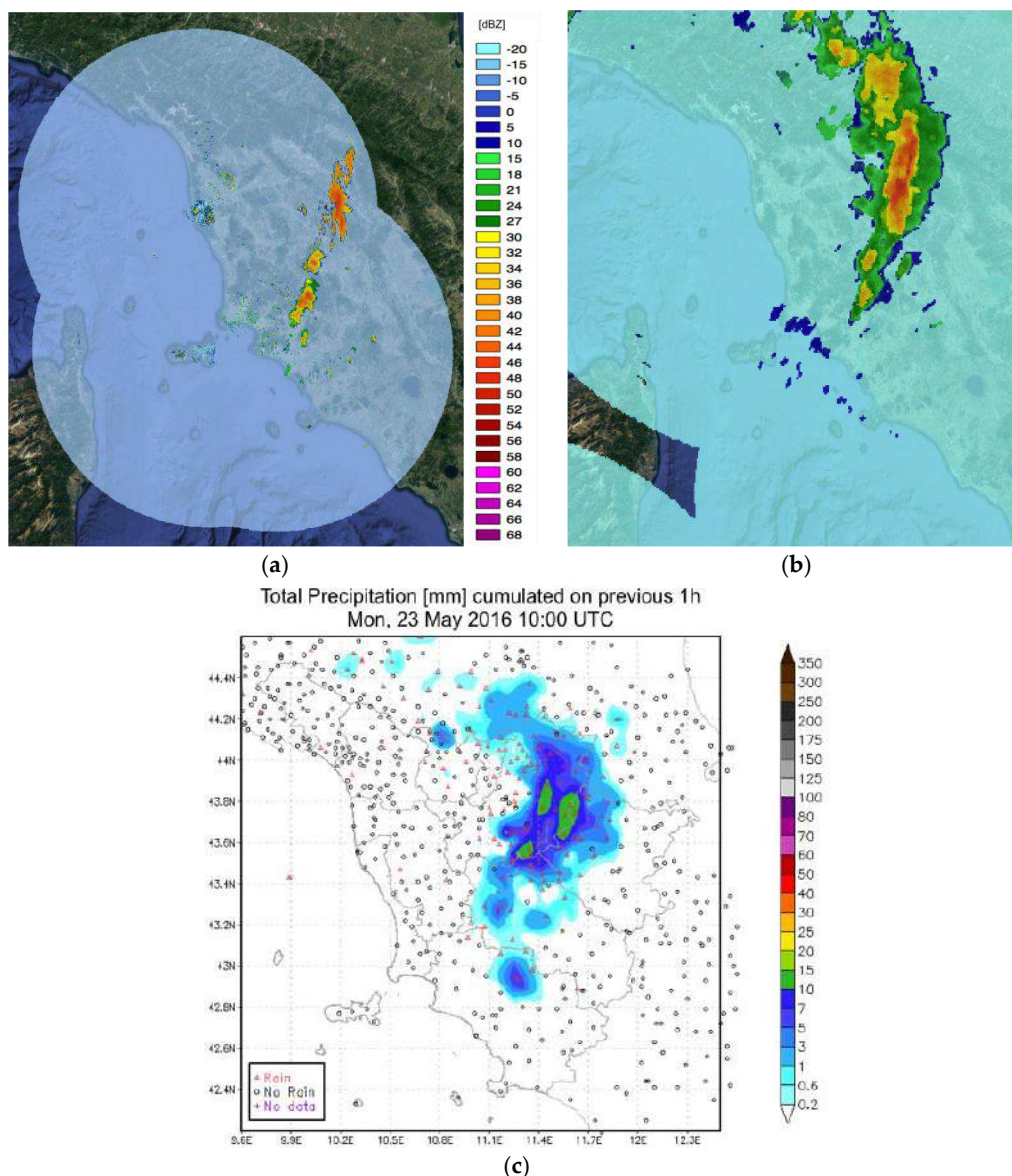 [dBZ]
-20
-15
-10
-5
0
5
10
15
18
21
24
27
30
32
34
36
38
40
42
44
46
48
50
52
54
56
58
60
62
64
66
68
(a)
(b)
Total Precipitation [mm] cumulated on previous 1h
Mon, 23 May 2016 10:00 UTC
44.4N
44.2N
44N
43.8N
43.6N
43.4N
43.2N
43N
42.8N
42.6N
42.4N
Rain
No Rain
No data
9.6E 9.9E 10.2E 10.5E 10.8E 11.1E 11.4E 11.7E 12E 12.3E
350
300
250
200
175
150
125
100
80
70
60
50
40
30
25
20
15
10
7
5
3
1
0.6
0.2
(c)